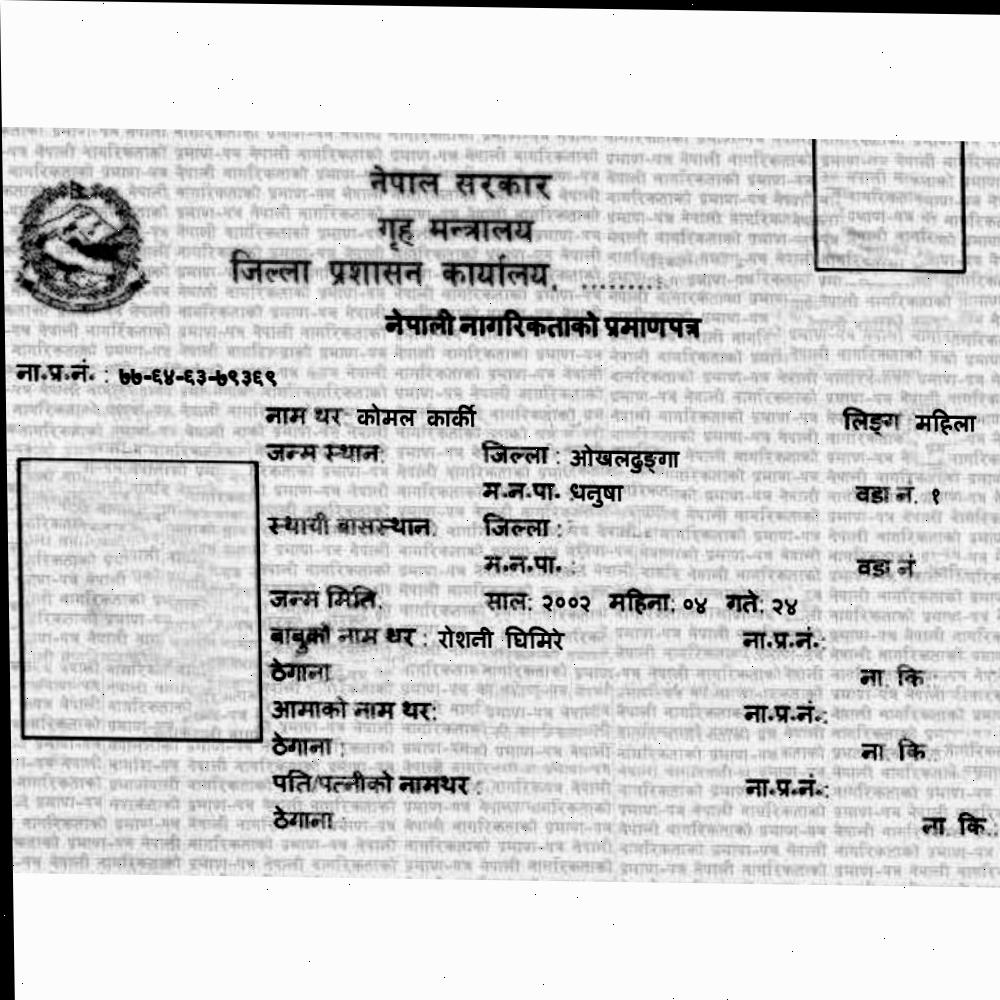 नेपाल सरकार
गृह मन्त्रालय
जिल्ला प्रशासन कार्यालय, .........
नेपाली नागरिकताको प्रमाणपत्र
ना.प्र.नं. : ७७-६४-६३-७९३६९
नाम थर: कोमल कार्की लिङ्ग महिला
जन्म स्थान: जिल्ला : ओखलढुङ्गा
म.न.पा. :धनुषा वडा नं. १
स्थायी बासस्थान: जिल्ला :
म.न.पा. : वडा नं
जन्म मिति: साल: २००२ महिना: ०४ गते: २४
बाबुको नाम थर : रोशनी घिमिरे ना.प्र.नं.:
ठेगाना ना. कि.:
आमाको नाम थर: ना.प्र.नं.:
ठेगाना : ना. कि.:
पति/पत्नीको नामथर : ना.प्र.नं.:
ठेगाना : ना. कि.: